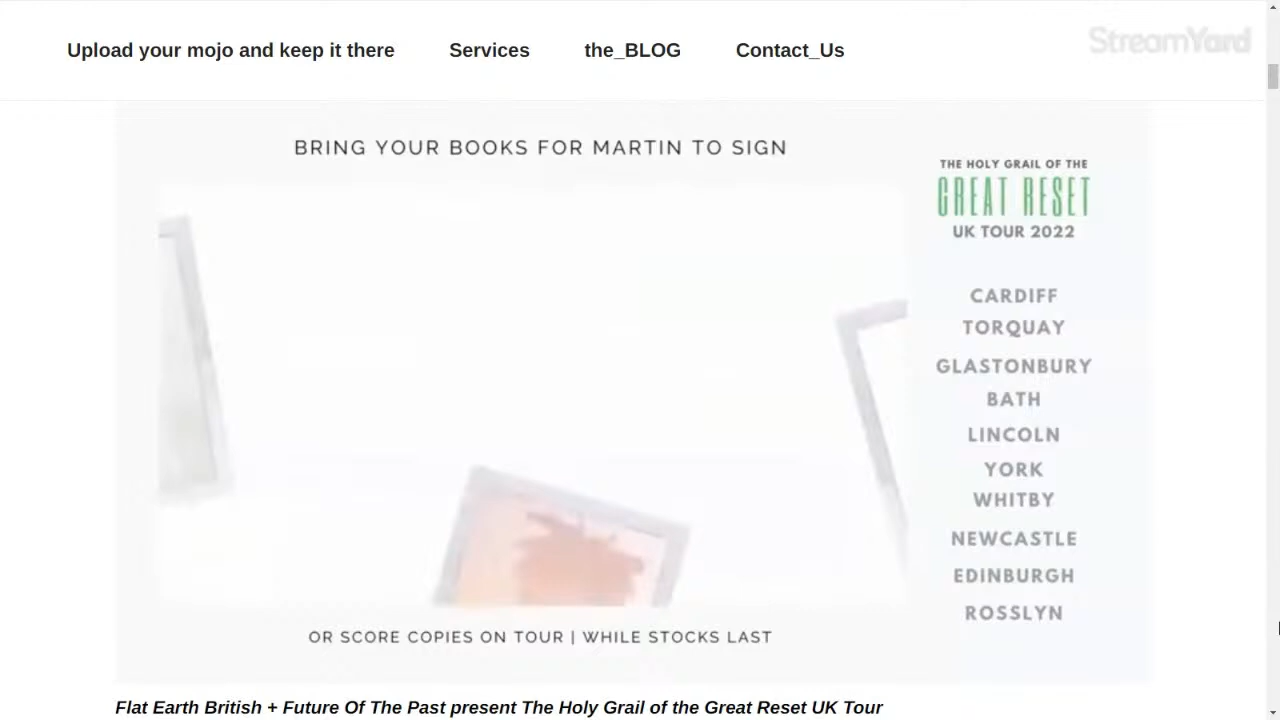 Upload your mojo and keep it there Services the_BLOG Contact_Us
StreamYard
BRING YOUR BOOKS FOR MARTIN TO SIGN
THE HOLY GRAIL OF THE
GREAT RESET
UK TOUR 2022
CARDIFF
TORQUAY
GLASTONBURY
BATH
LINCOLN
YORK
WHITBY
NEWCASTLE
EDINBURGH
ROSSLYN
OR SCORE COPIES ON TOUR | WHILE STOCKS LAST
Flat Earth British + Future Of The Past present The Holy Grail of the Great Reset UK Tour